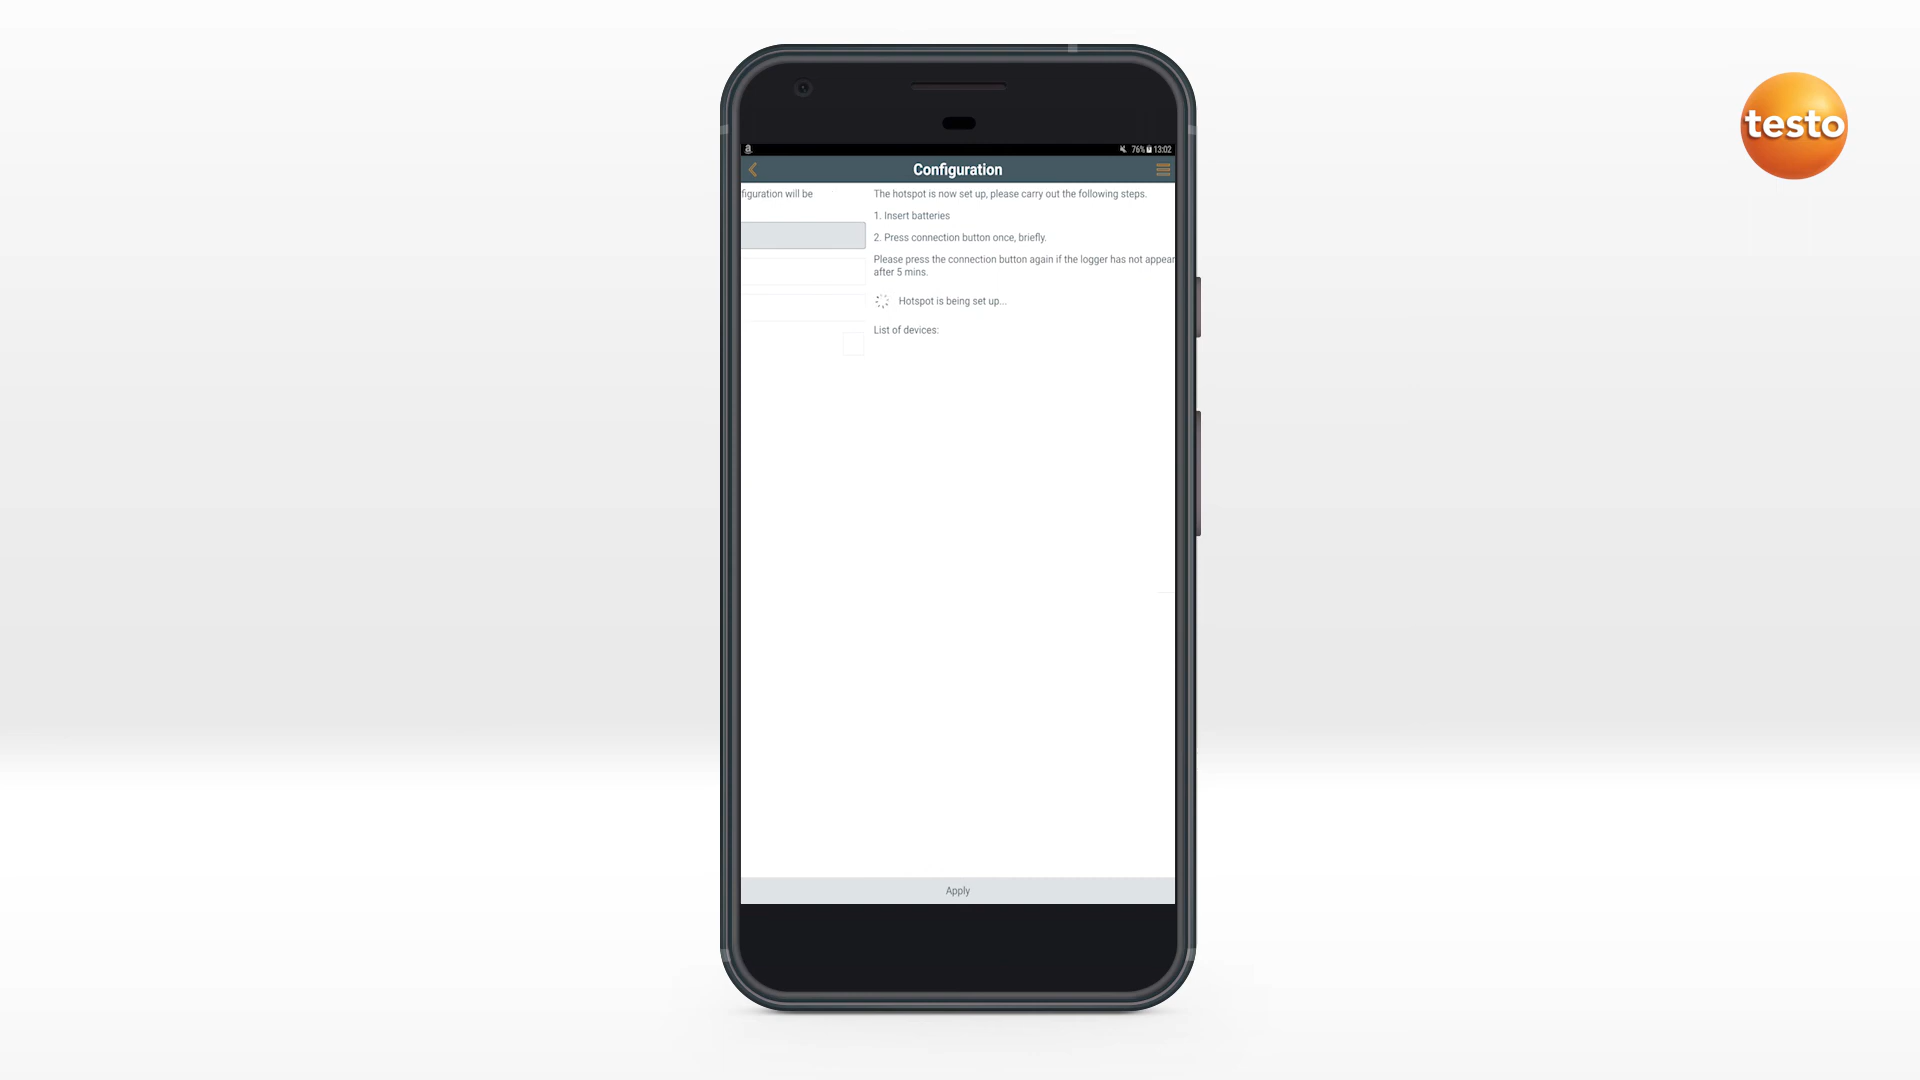 testo
76% 13:02
Configuration
figuration will be
The hotspot is now set up, please carry out the following steps.
1. Insert batteries
2. Press connection button once, briefly.
Please press the connection button again if the logger has not appear
after 5 mins.
Hotspot is being set up...
List of devices:
Apply